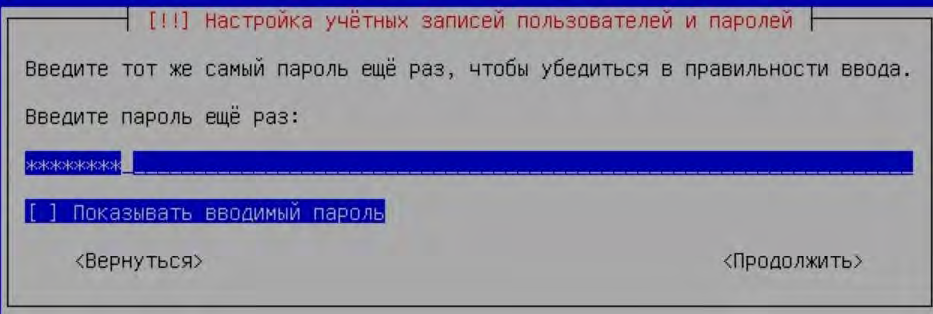 [!!] Настройка учётных записей пользователей и паролей
Введите тот же самый пароль ещё раз, чтобы убедиться в правильности ввода.
Введите пароль ещё раз:
********
[ ] Показывать вводимый пароль
<Вернуться> <Продолжить>